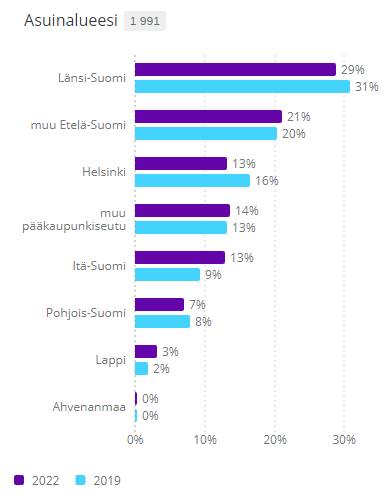 Asuinalueesi 1 991
Länsi-Suomi 29%
31%
muu Etelä-Suomi 21%
20%
Helsinki 13%
16%
muu
pääkaupunkiseutu 14%
13%
Itä-Suomi 13%
9%
Pohjois-Suomi 7%
8%
Lappi 3%
2%
Ahvenanmaa 0%
0%
0% 10% 20% 30%
2022 2019